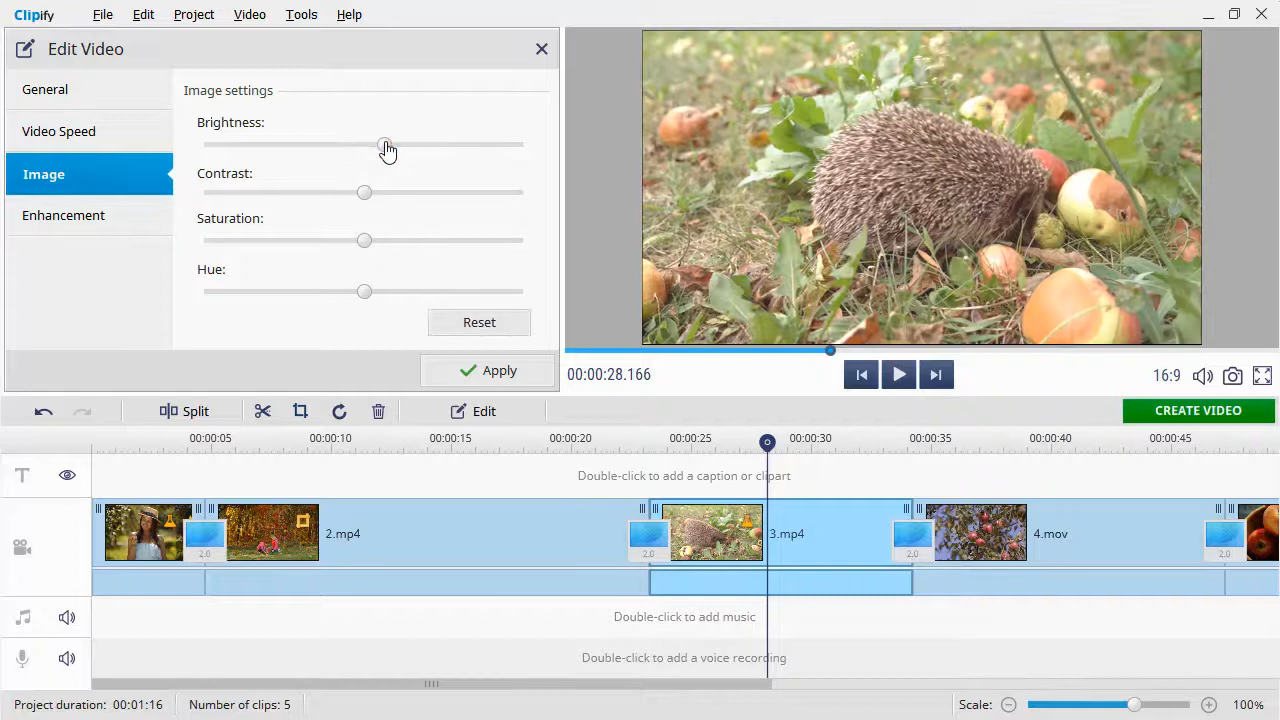 Clipify File Edit Project Video Tools Help
Edit Video
General
Video Speed
Image
Enhancement
Image settings
Brightness:
Contrast:
Saturation:
Hue:
Reset
Apply
00:00:28.166
16:9
Split
Edit
CREATE VIDEO
00:00:05 00:00:10 00:00:15 00:00:20 00:00:25 00:00:30 00:00:35 00:00:40 00:00:45
T
Double-click to add a caption or clipart
2.mp4 3.mp4 4.mov
2.0 2.0 2.0 2.0
Double-click to add music
Double-click to add a voice recording
Project duration: 00:01:16 Number of clips: 5 Scale: 100%